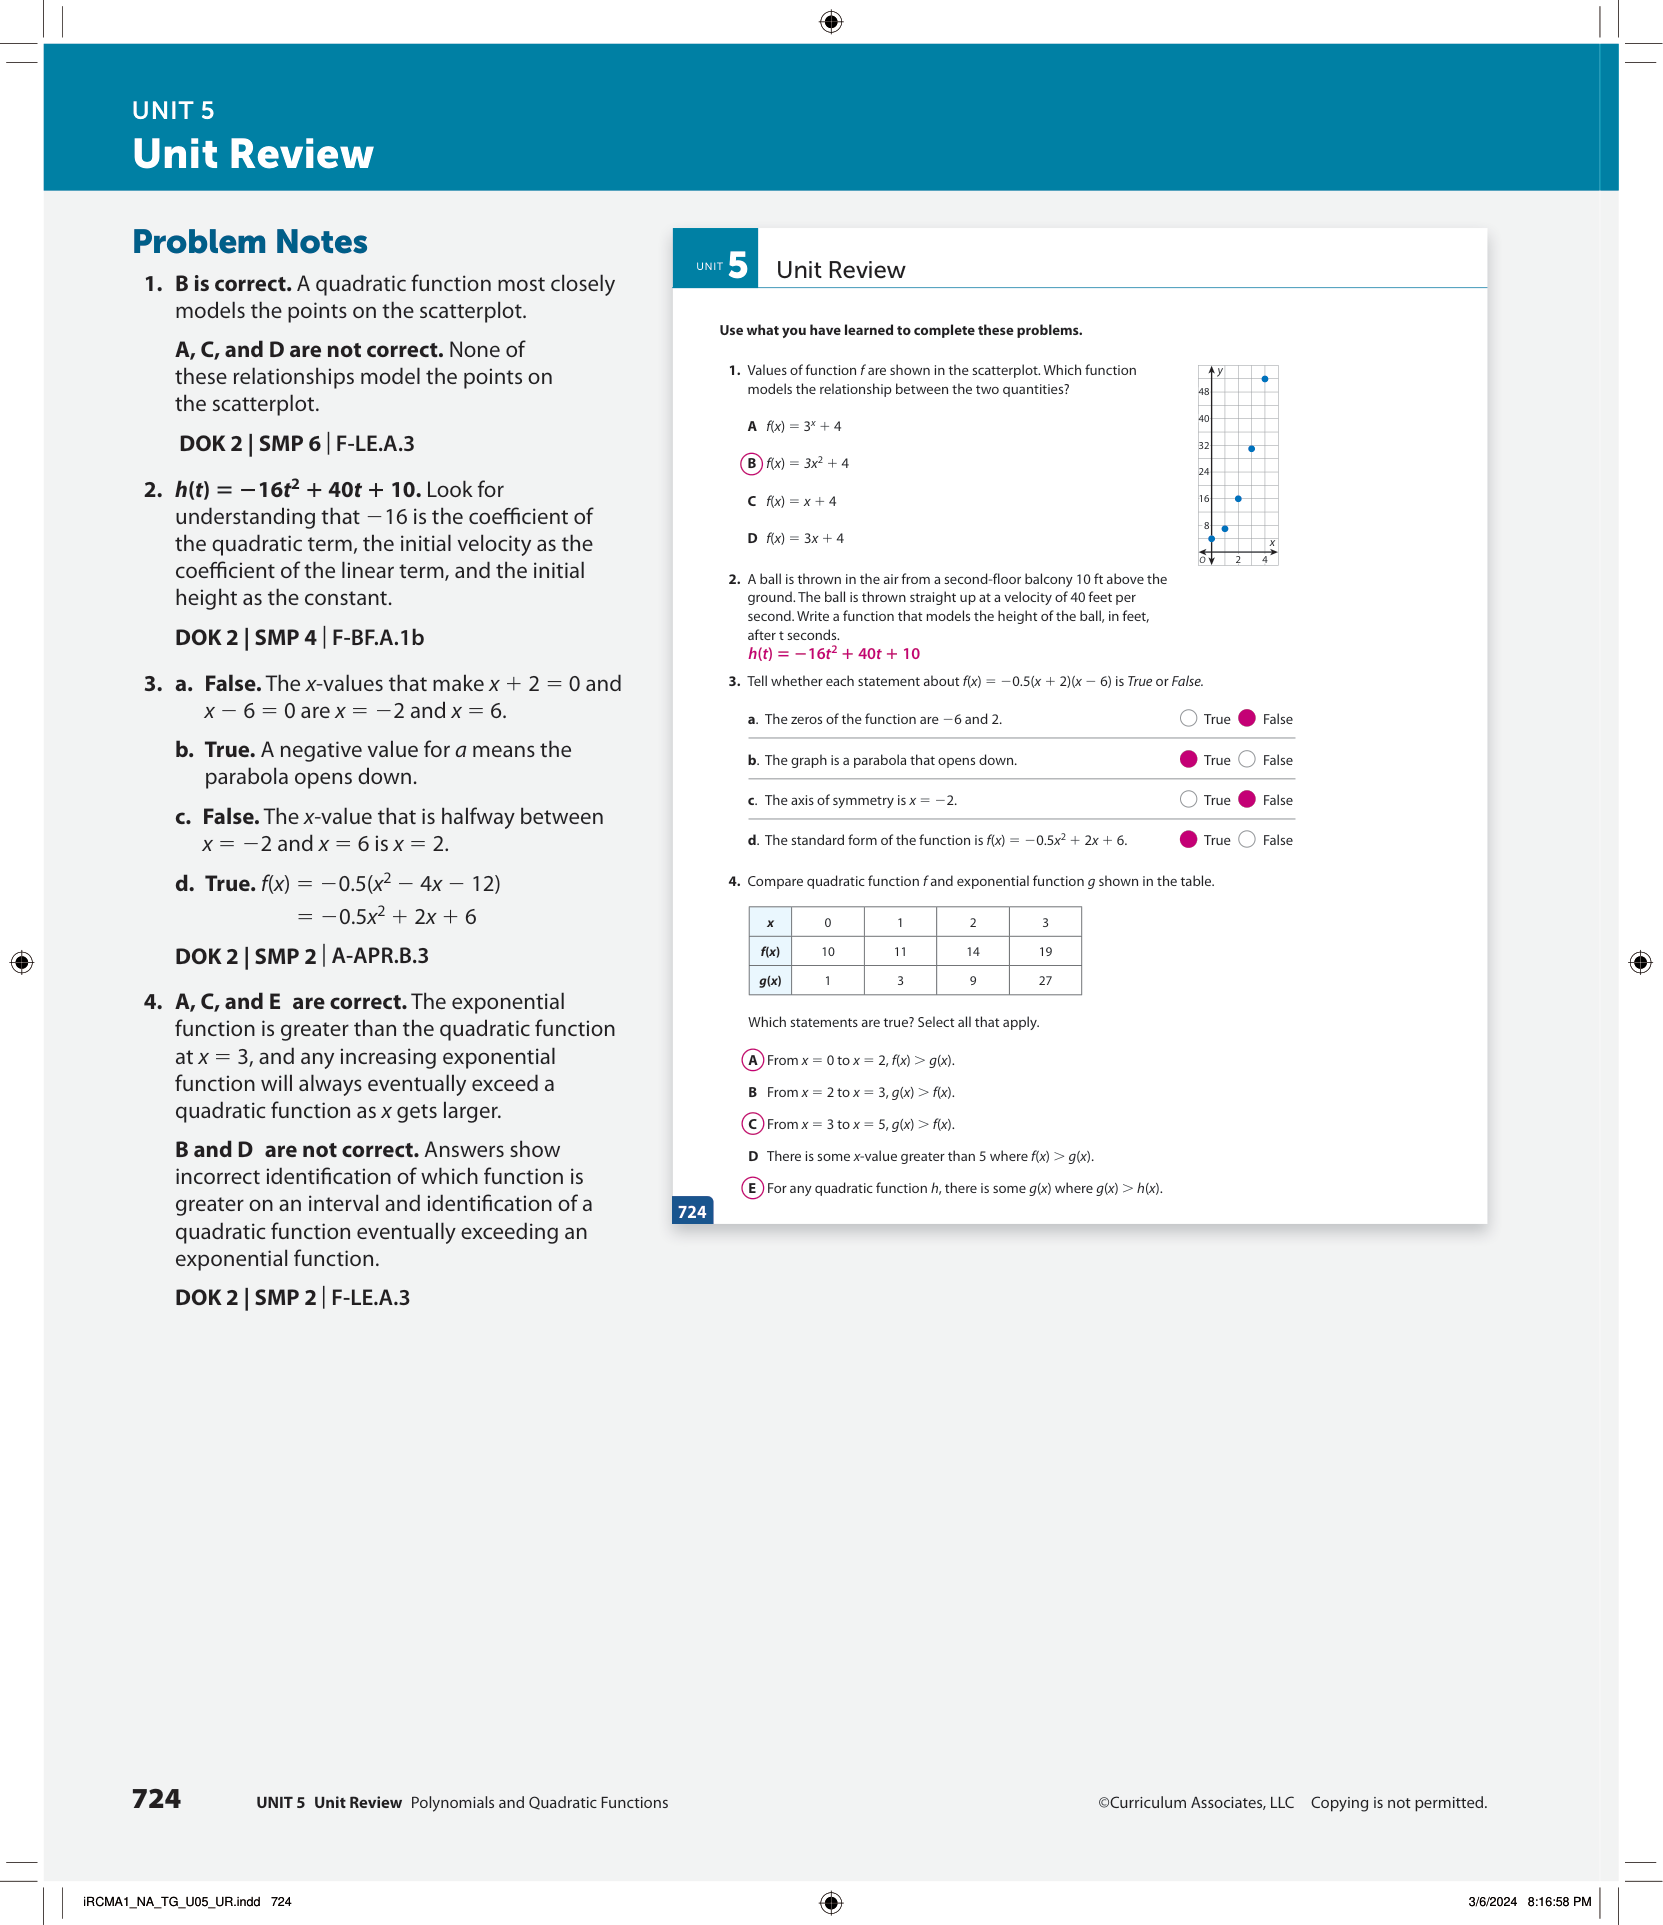 UNIT 5
Unit Review
Problem Notes
1. B is correct. A quadratic function most closely
models the points on the scatterplot.
A, C, and D are not correct. None of
these relationships model the points on
the scatterplot.
DOK 2 | SMP 6 | F-LE.A.3
2. h(t) = −16t² + 40t + 10. Look for
understanding that −16 is the coefficient of
the quadratic term, the initial velocity as the
coefficient of the linear term, and the initial
height as the constant.
DOK 2 | SMP 4 | F-BF.A.1b
3. a. False. The x-values that make x + 2 = 0 and
x − 6 = 0 are x = −2 and x = 6.
b. True. A negative value for a means the
parabola opens down.
c. False. The x-value that is halfway between
x = −2 and x = 6 is x = 2.
d. True. f(x) = −0.5(x² − 4x − 12)
= −0.5x² + 2x + 6
DOK 2 | SMP 2 | A-APR.B.3
4. A, C, and E are correct. The exponential
function is greater than the quadratic function
at x = 3, and any increasing exponential
function will always eventually exceed a
quadratic function as x gets larger.
B and D are not correct. Answers show
incorrect identification of which function is
greater on an interval and identification of a
quadratic function eventually exceeding an
exponential function.
DOK 2 | SMP 2 | F-LE.A.3
UNIT 5 Unit Review
Use what you have learned to complete these problems.
1. Values of function f are shown in the scatterplot. Which function
models the relationship between the two quantities?
A f(x) = 3ˣ + 4
B f(x) = 3x² + 4
C f(x) = x + 4
D f(x) = 3x + 4
y
48
40
32
24
16
8
x
O 2 4
2. A ball is thrown in the air from a second-floor balcony 10 ft above the
ground. The ball is thrown straight up at a velocity of 40 feet per
second. Write a function that models the height of the ball, in feet,
after t seconds.
h(t) = −16t² + 40t + 10
3. Tell whether each statement about f(x) = −0.5(x + 2)(x − 6) is True or False.
a. The zeros of the function are −6 and 2. True False
b. The graph is a parabola that opens down. True False
c. The axis of symmetry is x = −2. True False
d. The standard form of the function is f(x) = −0.5x² + 2x + 6. True False
4. Compare quadratic function f and exponential function g shown in the table.
x 0 1 2 3
f(x) 10 11 14 19
g(x) 1 3 9 27
Which statements are true? Select all that apply.
A From x = 0 to x = 2, f(x) > g(x).
B From x = 2 to x = 3, g(x) > f(x).
C From x = 3 to x = 5, g(x) > f(x).
D There is some x-value greater than 5 where f(x) > g(x).
E For any quadratic function h, there is some g(x) where g(x) > h(x).
724
724 UNIT 5 Unit Review Polynomials and Quadratic Functions ©Curriculum Associates, LLC Copying is not permitted.
iRCMA1_NA_TG_U05_UR.indd 724 3/6/2024 8:16:58 PM